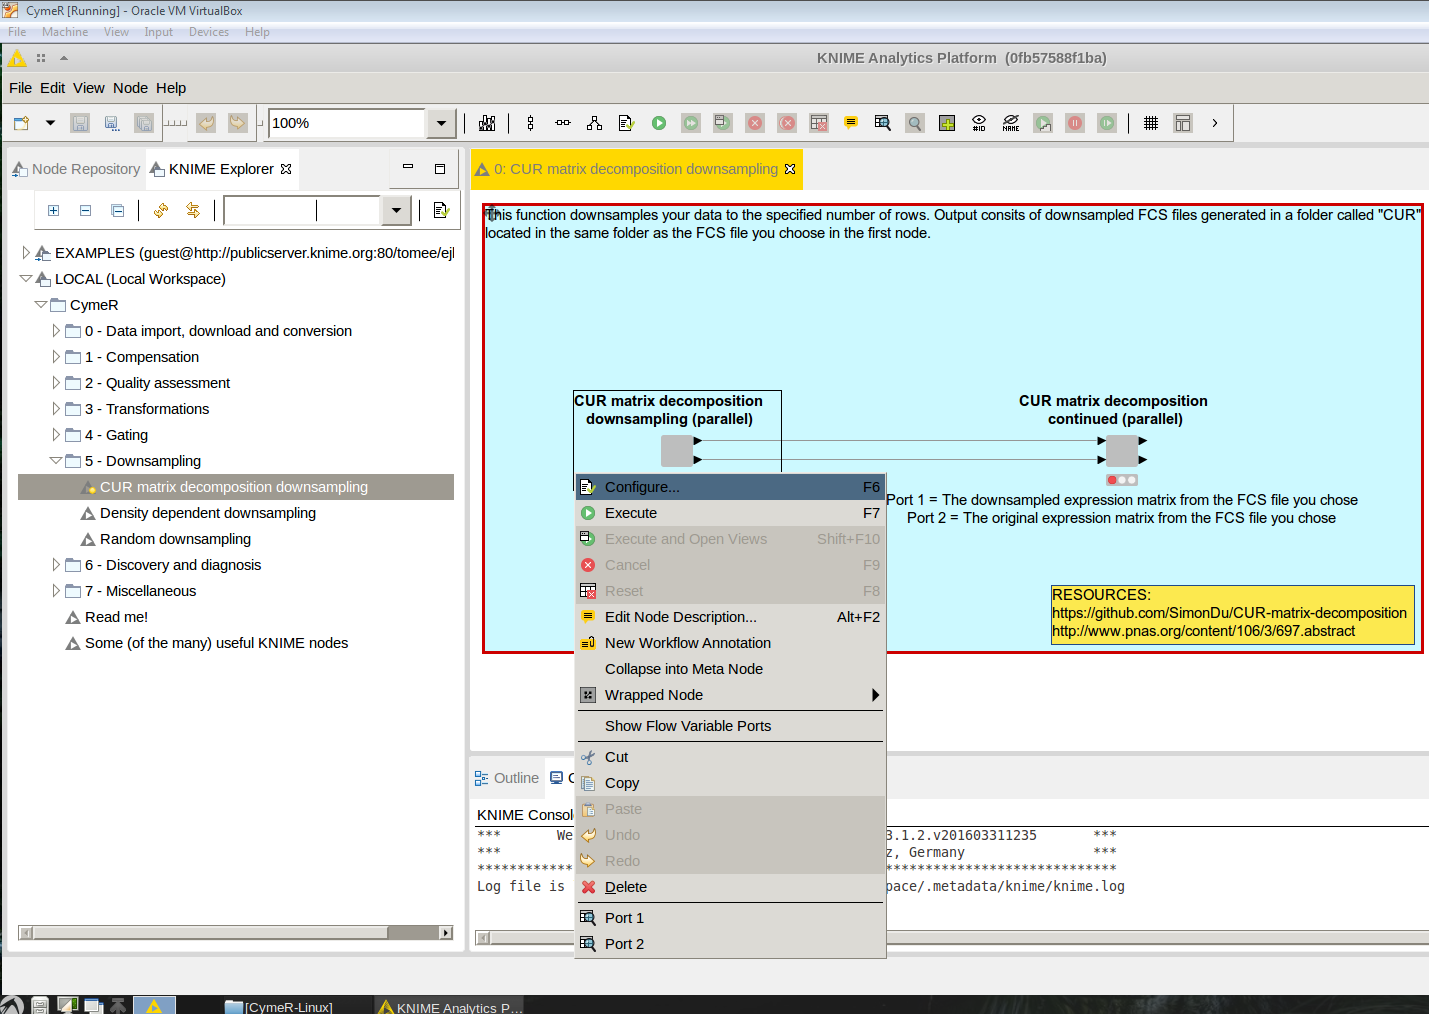 CymeR [Running] - Oracle VM VirtualBox
File Machine View Input Devices Help
KNIME Analytics Platform (0fb57588f1ba)
File Edit View Node Help
100%
#ID
NAME
Node Repository
KNIME Explorer
0: CUR matrix decomposition downsampling
This function downsamples your data to the specified number of rows. Output consits of downsampled FCS files generated in a folder called "CUR"
located in the same folder as the FCS file you choose in the first node.
EXAMPLES (guest@http://publicserver.knime.org:80/tomee/ejl
LOCAL (Local Workspace)
CymeR
0 - Data import, download and conversion
1 - Compensation
2 - Quality assessment
3 - Transformations
4 - Gating
5 - Downsampling
CUR matrix decomposition downsampling
Density dependent downsampling
Random downsampling
6 - Discovery and diagnosis
7 - Miscellaneous
Read me!
Some (of the many) useful KNIME nodes
CUR matrix decomposition
downsampling (parallel)
CUR matrix decomposition
continued (parallel)
Port 1 = The downsampled expression matrix from the FCS file you chose
Port 2 = The original expression matrix from the FCS file you chose
RESOURCES:
https://github.com/SimonDu/CUR-matrix-decomposition
http://www.pnas.org/content/106/3/697.abstract
Configure... F6
Execute F7
Execute and Open Views Shift+F10
Cancel F9
Reset F8
Edit Node Description... Alt+F2
New Workflow Annotation
Collapse into Meta Node
Wrapped Node
Show Flow Variable Ports
Cut
Copy
Paste
Undo
Redo
Delete
Port 1
Port 2
Outline
C
KNIME Consol
*** We 3.1.2.v201603311235 ***
*** z, Germany ***
************ *****************************
Log file is pace/.metadata/knime/knime.log
[CymeR-Linux]
KNIME Analytics P...